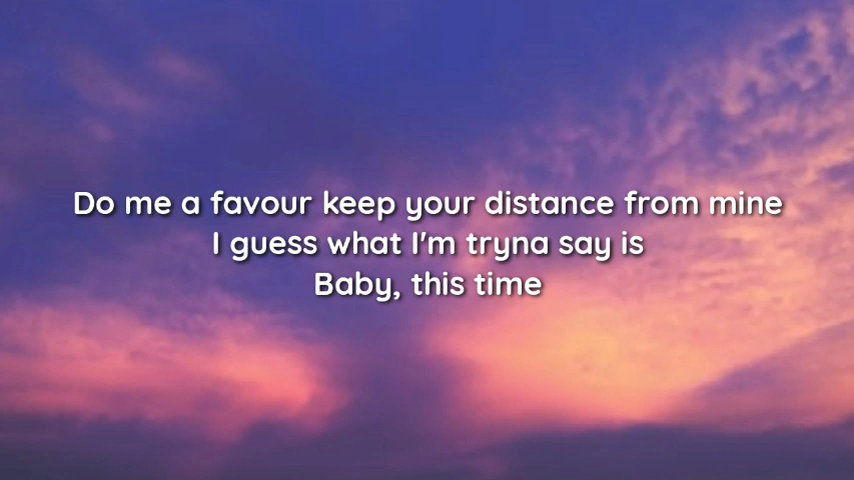 Do me a favour keep your distance from mine
I guess what I'm tryna say is
Baby, this time